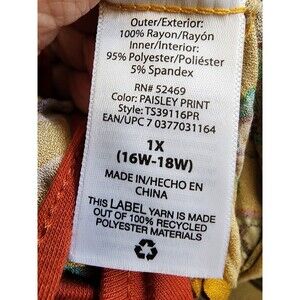 Outer/Exterior:
100% Rayon/Rayón
Inner/Interior:
95% Polyester/Poliéster
5% Spandex
RN# 52469
Color: PAISLEY PRINT
Style: TS39116PR
EAN/UPC 7 0377031164
1X
(16W-18W)
MADE IN/HECHO EN
CHINA
THIS LABEL YARN IS MADE
OUT OF 100% RECYCLED
POLYESTER MATERIALS